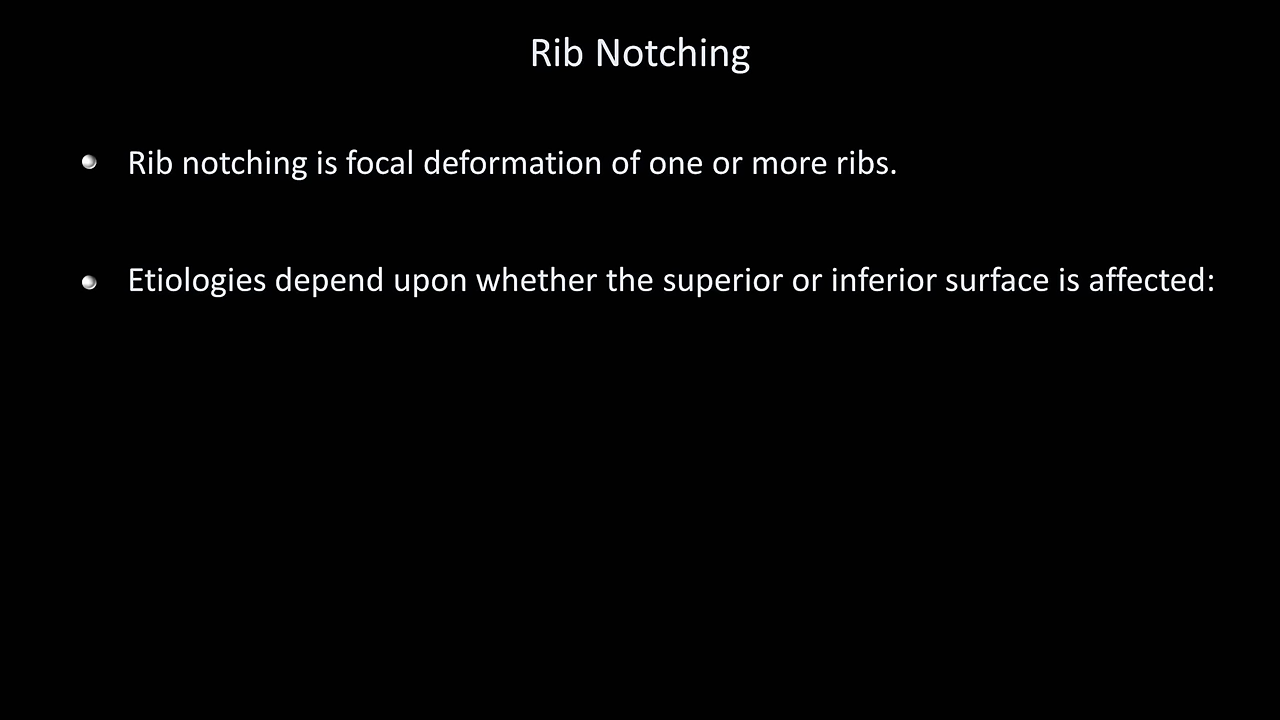 Rib Notching
Rib notching is focal deformation of one or more ribs.
Etiologies depend upon whether the superior or inferior surface is affected: